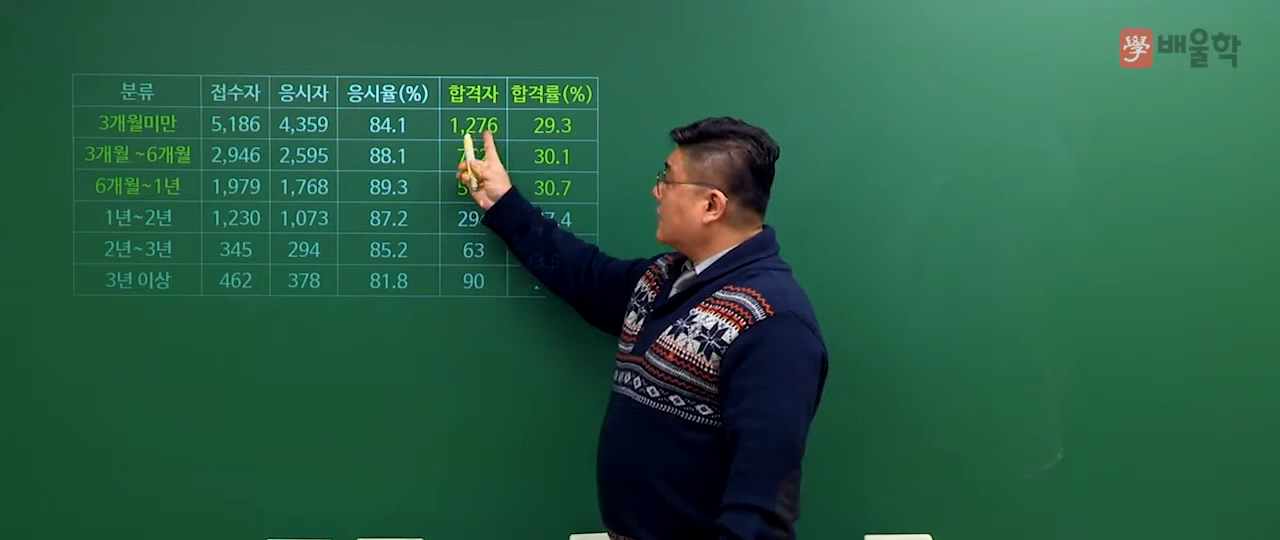 學 배울학
분류 접수자 응시자 응시율(%) 합격자 합격률(%)
3개월미만 5,186 4,359 84.1 1,276 29.3
3개월 ~6개월 2,946 2,595 88.1 30.1
6개월~1년 1,979 1,768 89.3 30.7
1년~2년 1,230 1,073 87.2
2년~3년 345 294 85.2 63
3년 이상 462 378 81.8 90